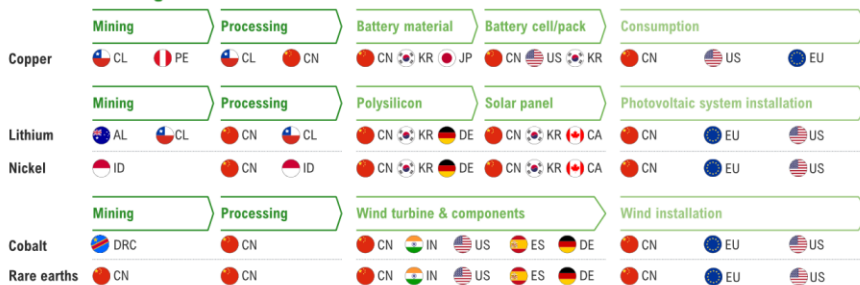 Mining Processing Battery material Battery cell/pack Consumption
Copper CL PE CL CN CN KR JP CN US KR CN US EU
Mining Processing Polysilicon Solar panel Photovoltaic system installation
Lithium AL CL CN CL CN KR DE CN KR CA CN EU US
Nickel ID CN ID CN KR DE CN KR CA CN EU US
Mining Processing Wind turbine & components Wind installation
Cobalt DRC CN CN IN US ES DE CN EU US
Rare earths CN CN CN IN US ES DE CN EU US